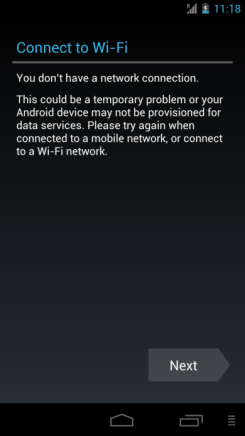 11:18
Connect to Wi-Fi
You don't have a network connection.
This could be a temporary problem or your
Android device may not be provisioned for
data services. Please try again when
connected to a mobile network, or connect
to a Wi-Fi network.
Next